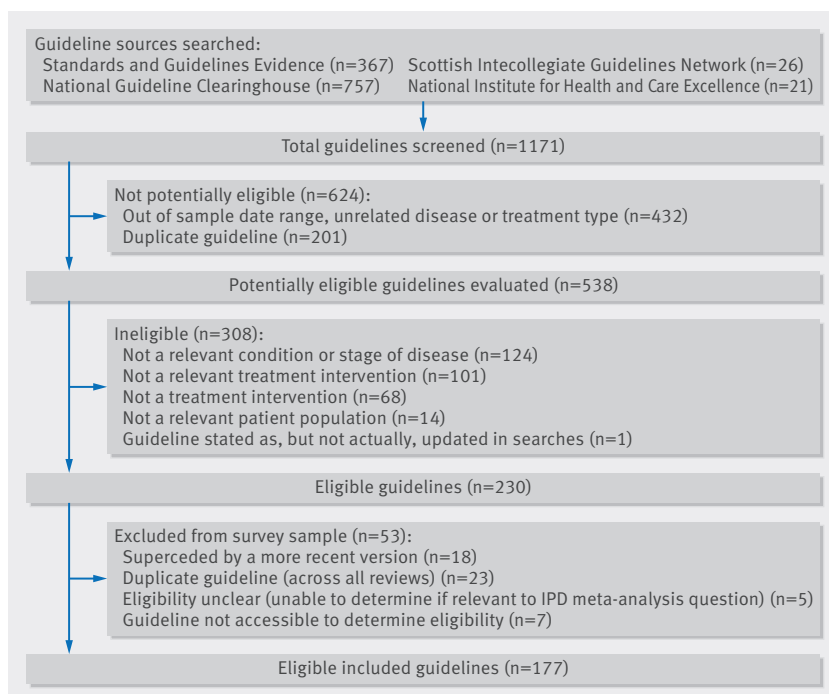 Guideline sources searched:
Standards and Guidelines Evidence (n=367) Scottish Intecollegiate Guidelines Network (n=26)
National Guideline Clearinghouse (n=757) National Institute for Health and Care Excellence (n=21)
Total guidelines screened (n=1171)
Not potentially eligible (n=624):
Out of sample date range, unrelated disease or treatment type (n=432)
Duplicate guideline (n=201)
Potentially eligible guidelines evaluated (n=538)
Ineligible (n=308):
Not a relevant condition or stage of disease (n=124)
Not a relevant treatment intervention (n=101)
Not a treatment intervention (n=68)
Not a relevant patient population (n=14)
Guideline stated as, but not actually, updated in searches (n=1)
Eligible guidelines (n=230)
Excluded from survey sample (n=53):
Superceded by a more recent version (n=18)
Duplicate guideline (across all reviews) (n=23)
Eligibility unclear (unable to determine if relevant to IPD meta-analysis question) (n=5)
Guideline not accessible to determine eligibility (n=7)
Eligible included guidelines (n=177)